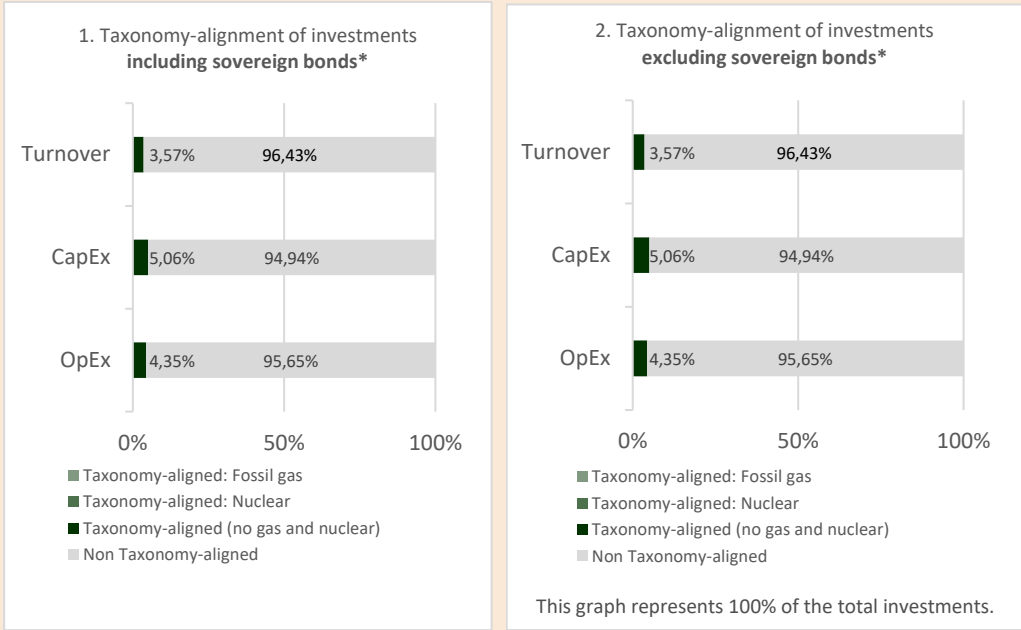 1. Taxonomy-alignment of investments
including sovereign bonds*
Turnover 3,57% 96,43%
CapEx 5,06% 94,94%
OpEx 4,35% 95,65%
0% 50% 100%
Taxonomy-aligned: Fossil gas
Taxonomy-aligned: Nuclear
Taxonomy-aligned (no gas and nuclear)
Non Taxonomy-aligned
2. Taxonomy-alignment of investments
excluding sovereign bonds*
Turnover 3,57% 96,43%
CapEx 5,06% 94,94%
OpEx 4,35% 95,65%
0% 50% 100%
Taxonomy-aligned: Fossil gas
Taxonomy-aligned: Nuclear
Taxonomy-aligned (no gas and nuclear)
Non Taxonomy-aligned
This graph represents 100% of the total investments.